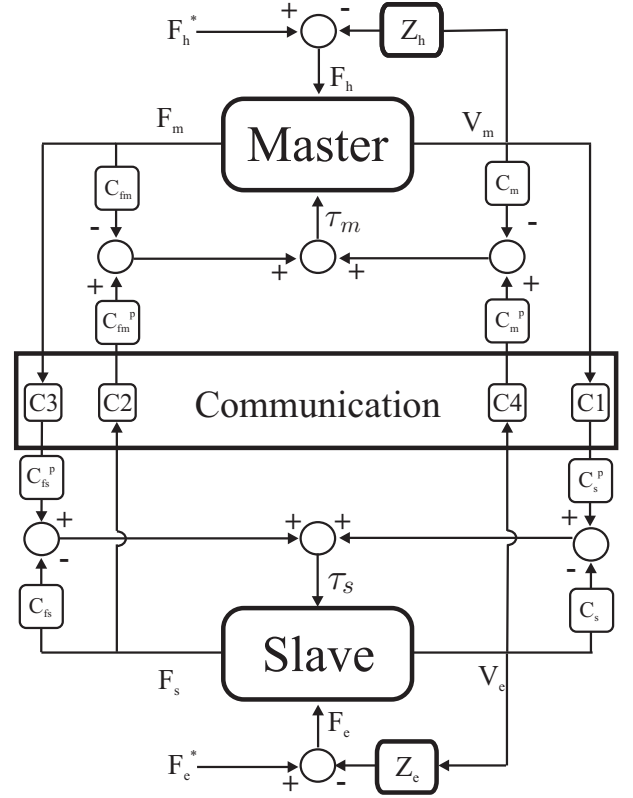 + -
F_h^* Z_h
F_h
F_m V_m
Master
C_fm C_m
τ_m
- -
+ + + +
C_fm^p C_m^p
C3 C2 Communication C4 C1
C_fs^p C_s^p
+ + + +
- -
τ_s
C_fs C_s
Slave
F_s V_e
F_e
F_e^* Z_e
+ -